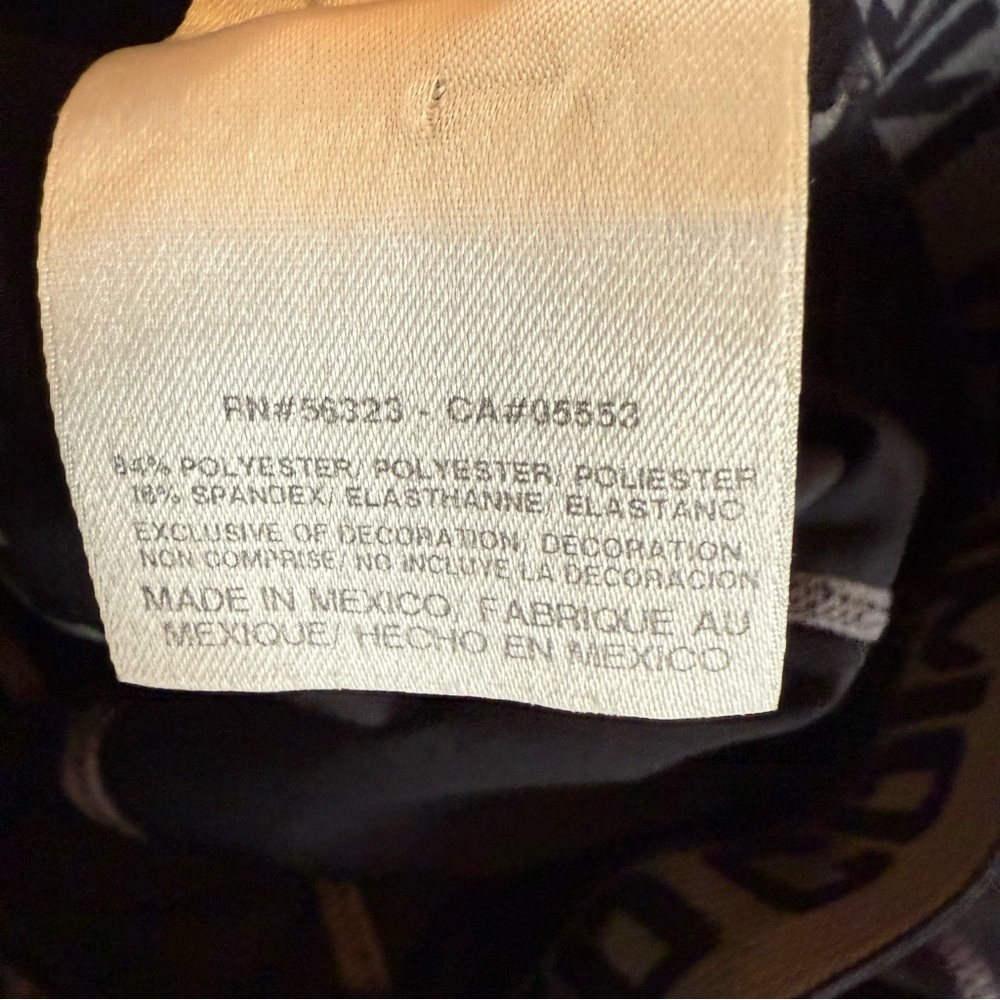 RN#56323 - CA#05553
84% POLYESTER/ POLYESTER/ POLIESTER
16% SPANDEX/ ELASTHANNE/ ELASTANO
EXCLUSIVE OF DECORATION/ DECORATION
NON COMPRISE/ NO INCLUYE LA DECORACION
MADE IN MEXICO, FABRIQUE AU
MEXIQUE/ HECHO EN MEXICO